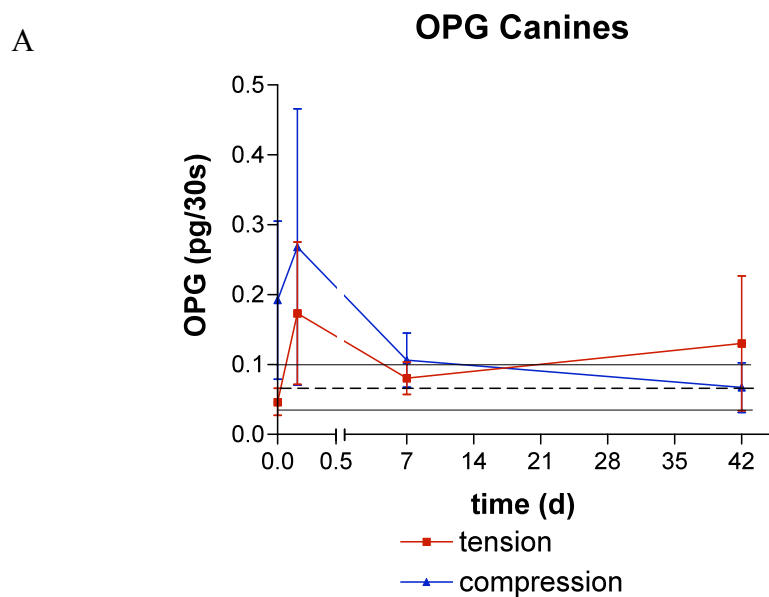 OPG Canines
A
0.5
0.4
0.3
0.2
0.1
0.0
OPG (pg/30s)
0.0 0.5 7 14 21 28 35 42
time (d)
tension
compression